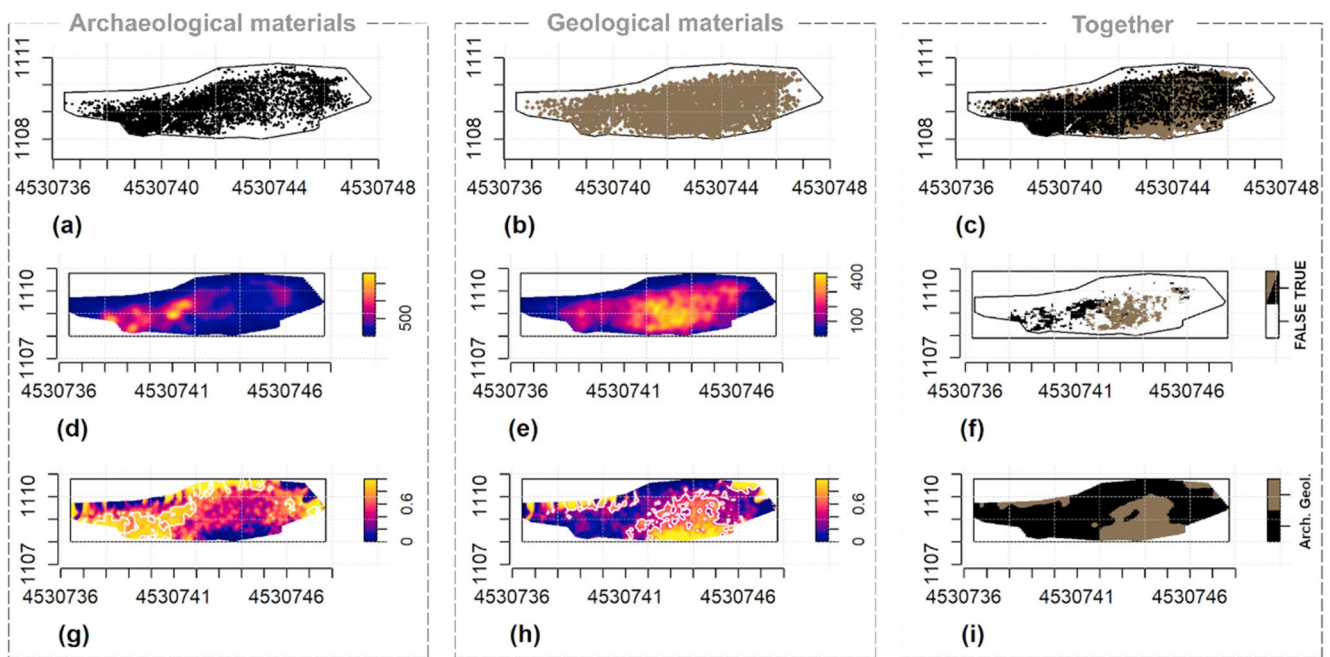 Archaeological materials
Geological materials
Together
1111
1108
4530736 4530740 4530744 4530748
(a)
1111
1108
4530736 4530740 4530744 4530748
(b)
1111
1108
4530736 4530740 4530744 4530748
(c)
1110
1107
500
4530736 4530741 4530746
(d)
1110
1107
400
100
4530736 4530741 4530746
(e)
1110
1107
FALSE TRUE
4530736 4530741 4530746
(f)
1110
1107
0.6
0
4530736 4530741 4530746
(g)
1110
1107
0.6
0
4530736 4530741 4530746
(h)
1110
1107
Arch. Geol.
4530736 4530741 4530746
(i)